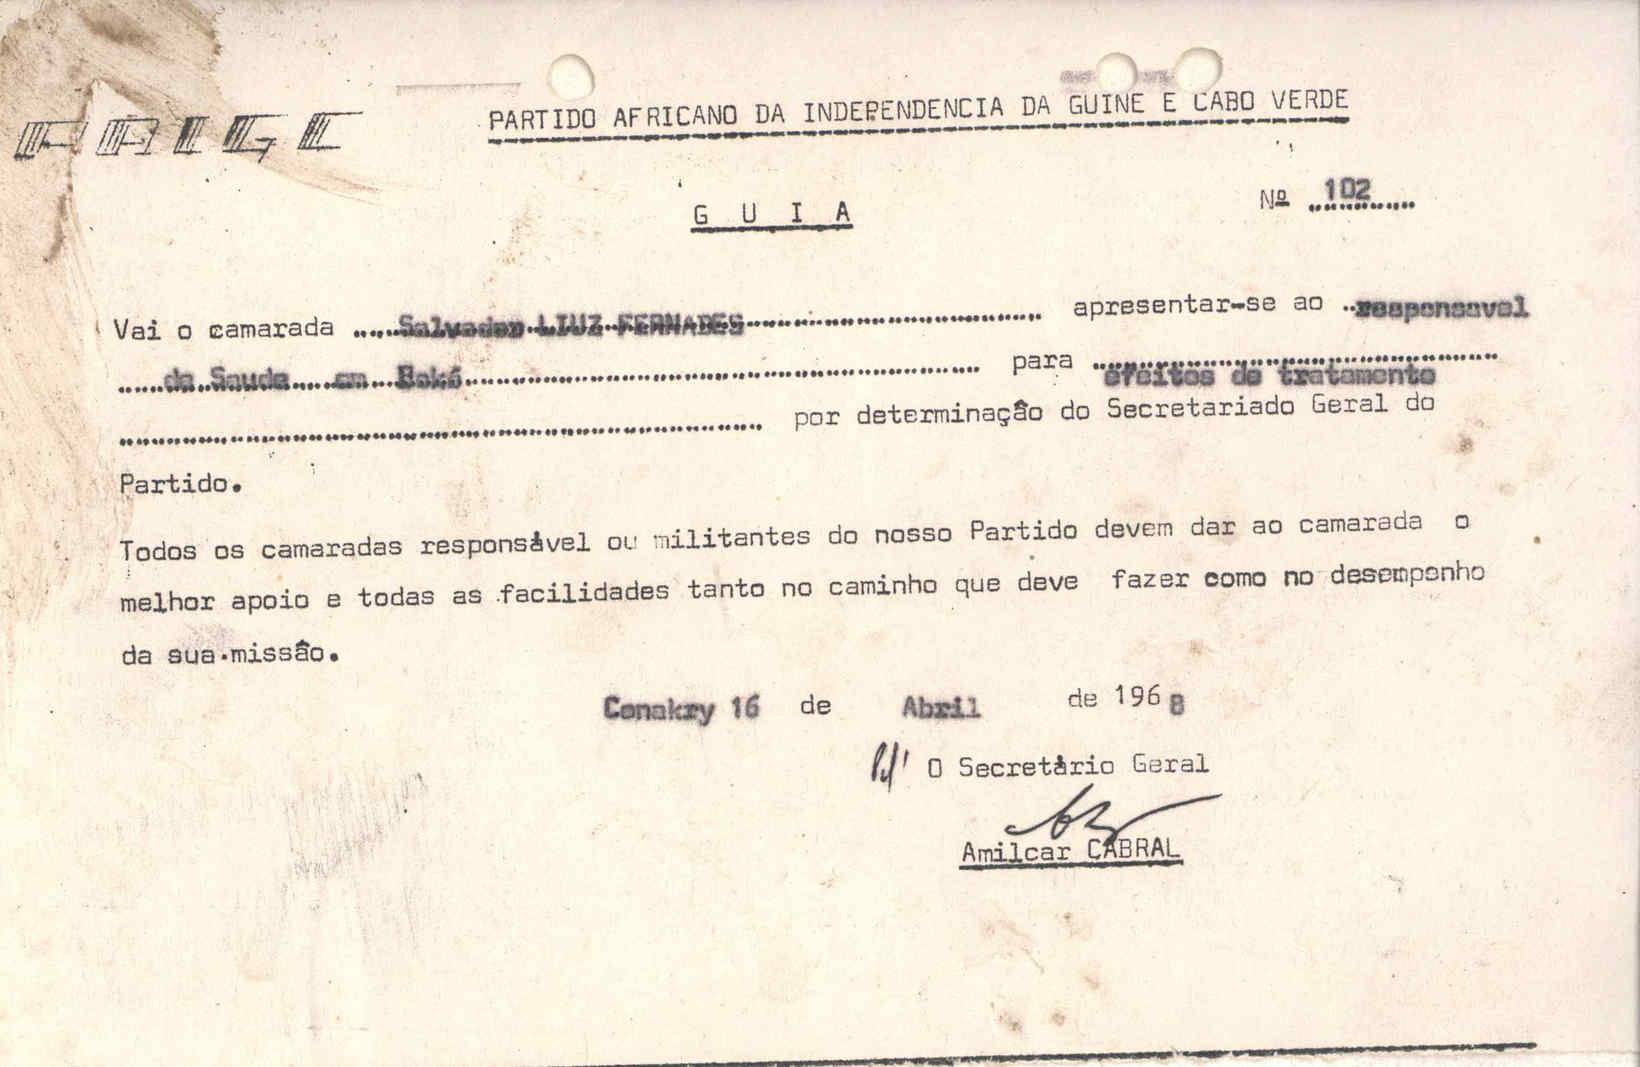 PAIGC
PARTIDO AFRICANO DA INDEPENDENCIA DA GUINE E CABO VERDE
G U I A
Nº 102
Vai o camarada Salvador LIUZ FERNADES apresentar-se ao responsavel
da Saude em Boké para efeitos de tratamento
por determinação do Secretariado Geral do
Partido.
Todos os camaradas responsável ou militantes do nosso Partido devem dar ao camarada o
melhor apoio e todas as facilidades tanto no caminho que deve fazer como no desempenho
da sua missão.
Conakry 16 de Abril de 1968
O Secretário Geral
Amilcar CABRAL